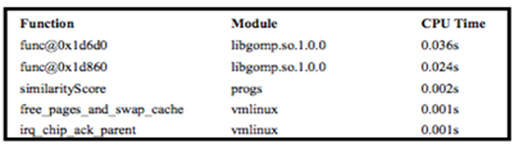 Function Module CPU Time
func@0x1d6d0 libgomp.so.1.0.0 0.036s
func@0x1d860 libgomp.so.1.0.0 0.024s
similarityScore progs 0.002s
free_pages_and_swap_cache vmlinux 0.001s
irq_chip_ack_parent vmlinux 0.001s